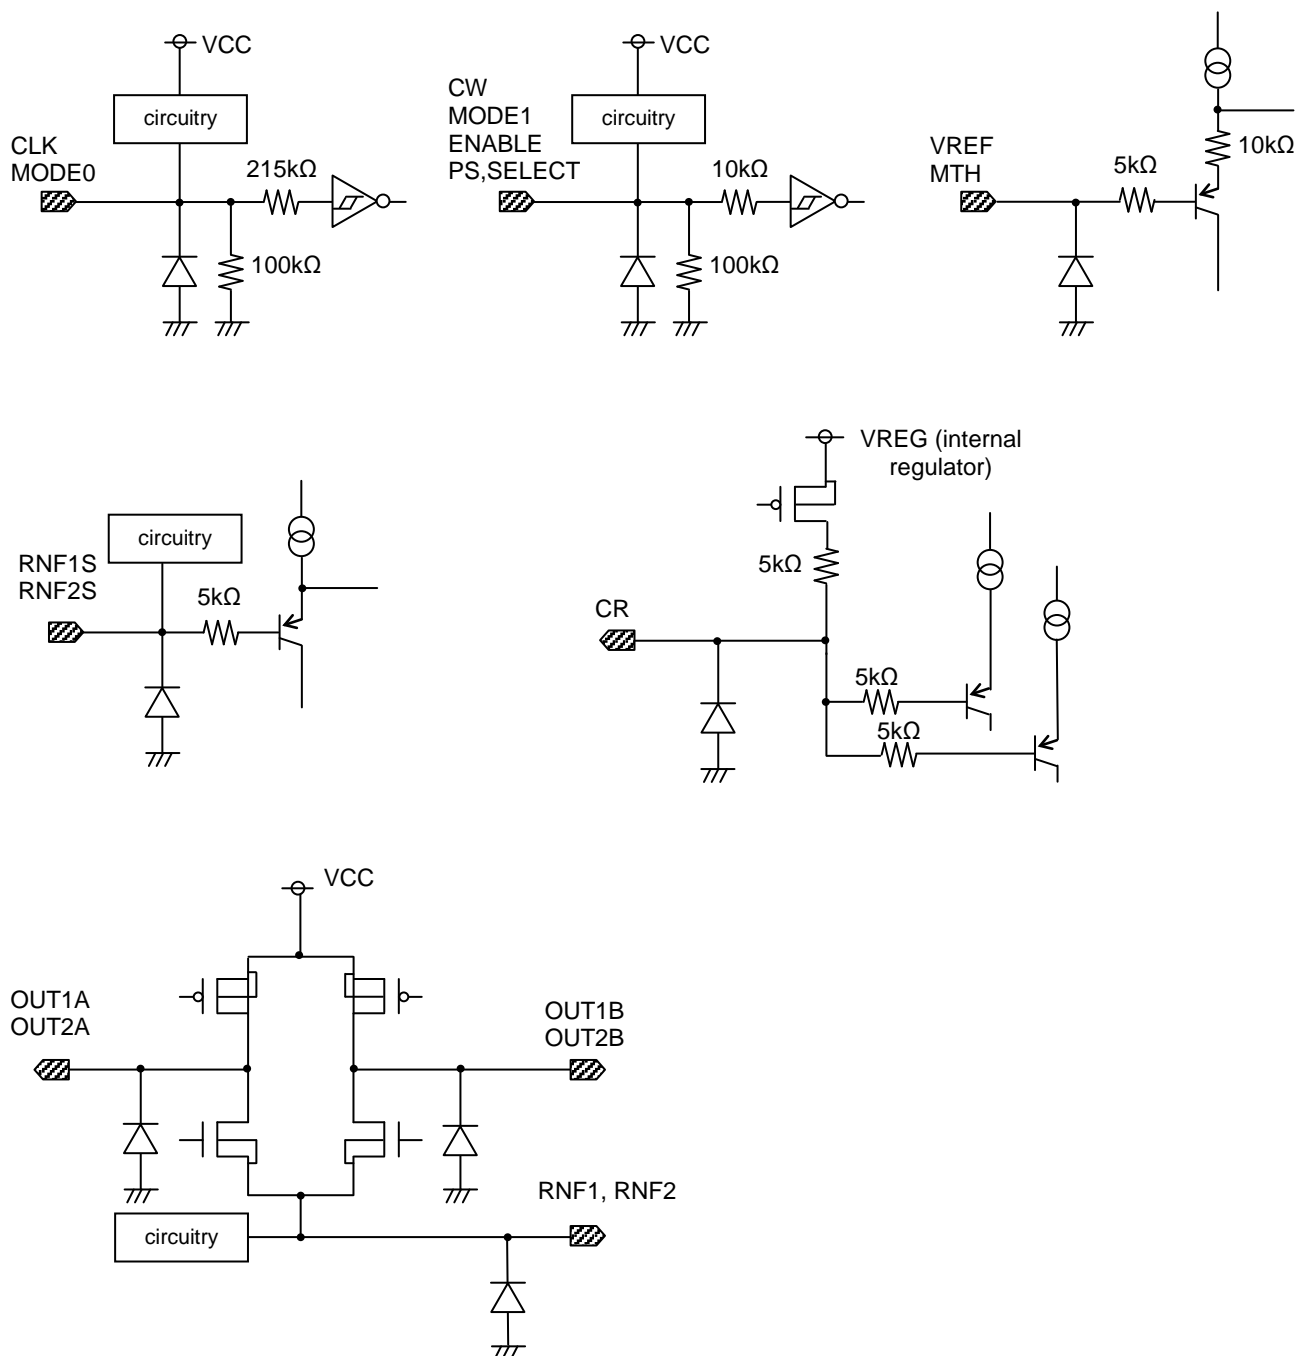 VCC
circuitry
CLK
MODE0
215kΩ
100kΩ
VCC
circuitry
CW
MODE1
ENABLE
PS,SELECT
10kΩ
100kΩ
VREF
MTH
5kΩ
10kΩ
circuitry
RNF1S
RNF2S
5kΩ
VREG (internal
regulator)
5kΩ
CR
5kΩ
5kΩ
VCC
OUT1A
OUT2A
OUT1B
OUT2B
RNF1, RNF2
circuitry